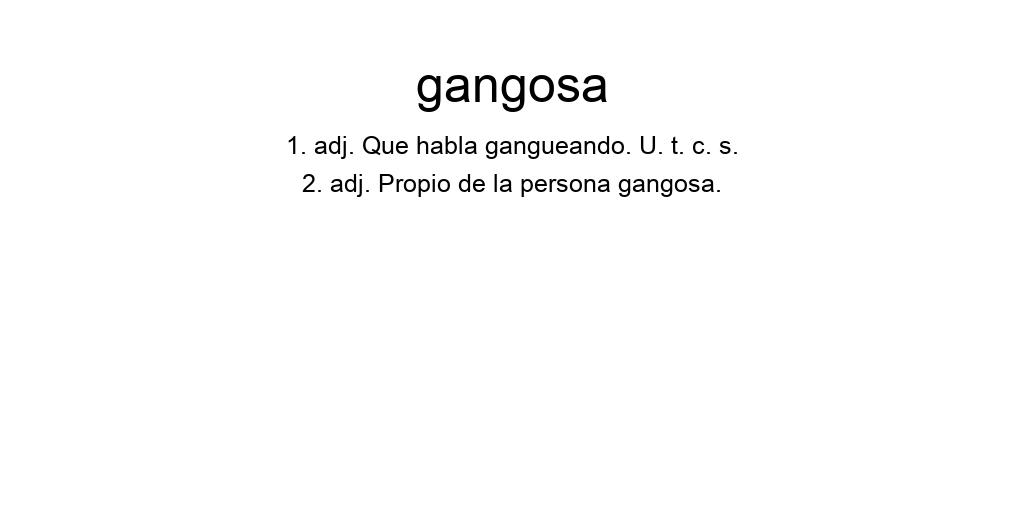 gangosa
1. adj. Que habla gangueando. U. t. c. s.
2. adj. Propio de la persona gangosa.